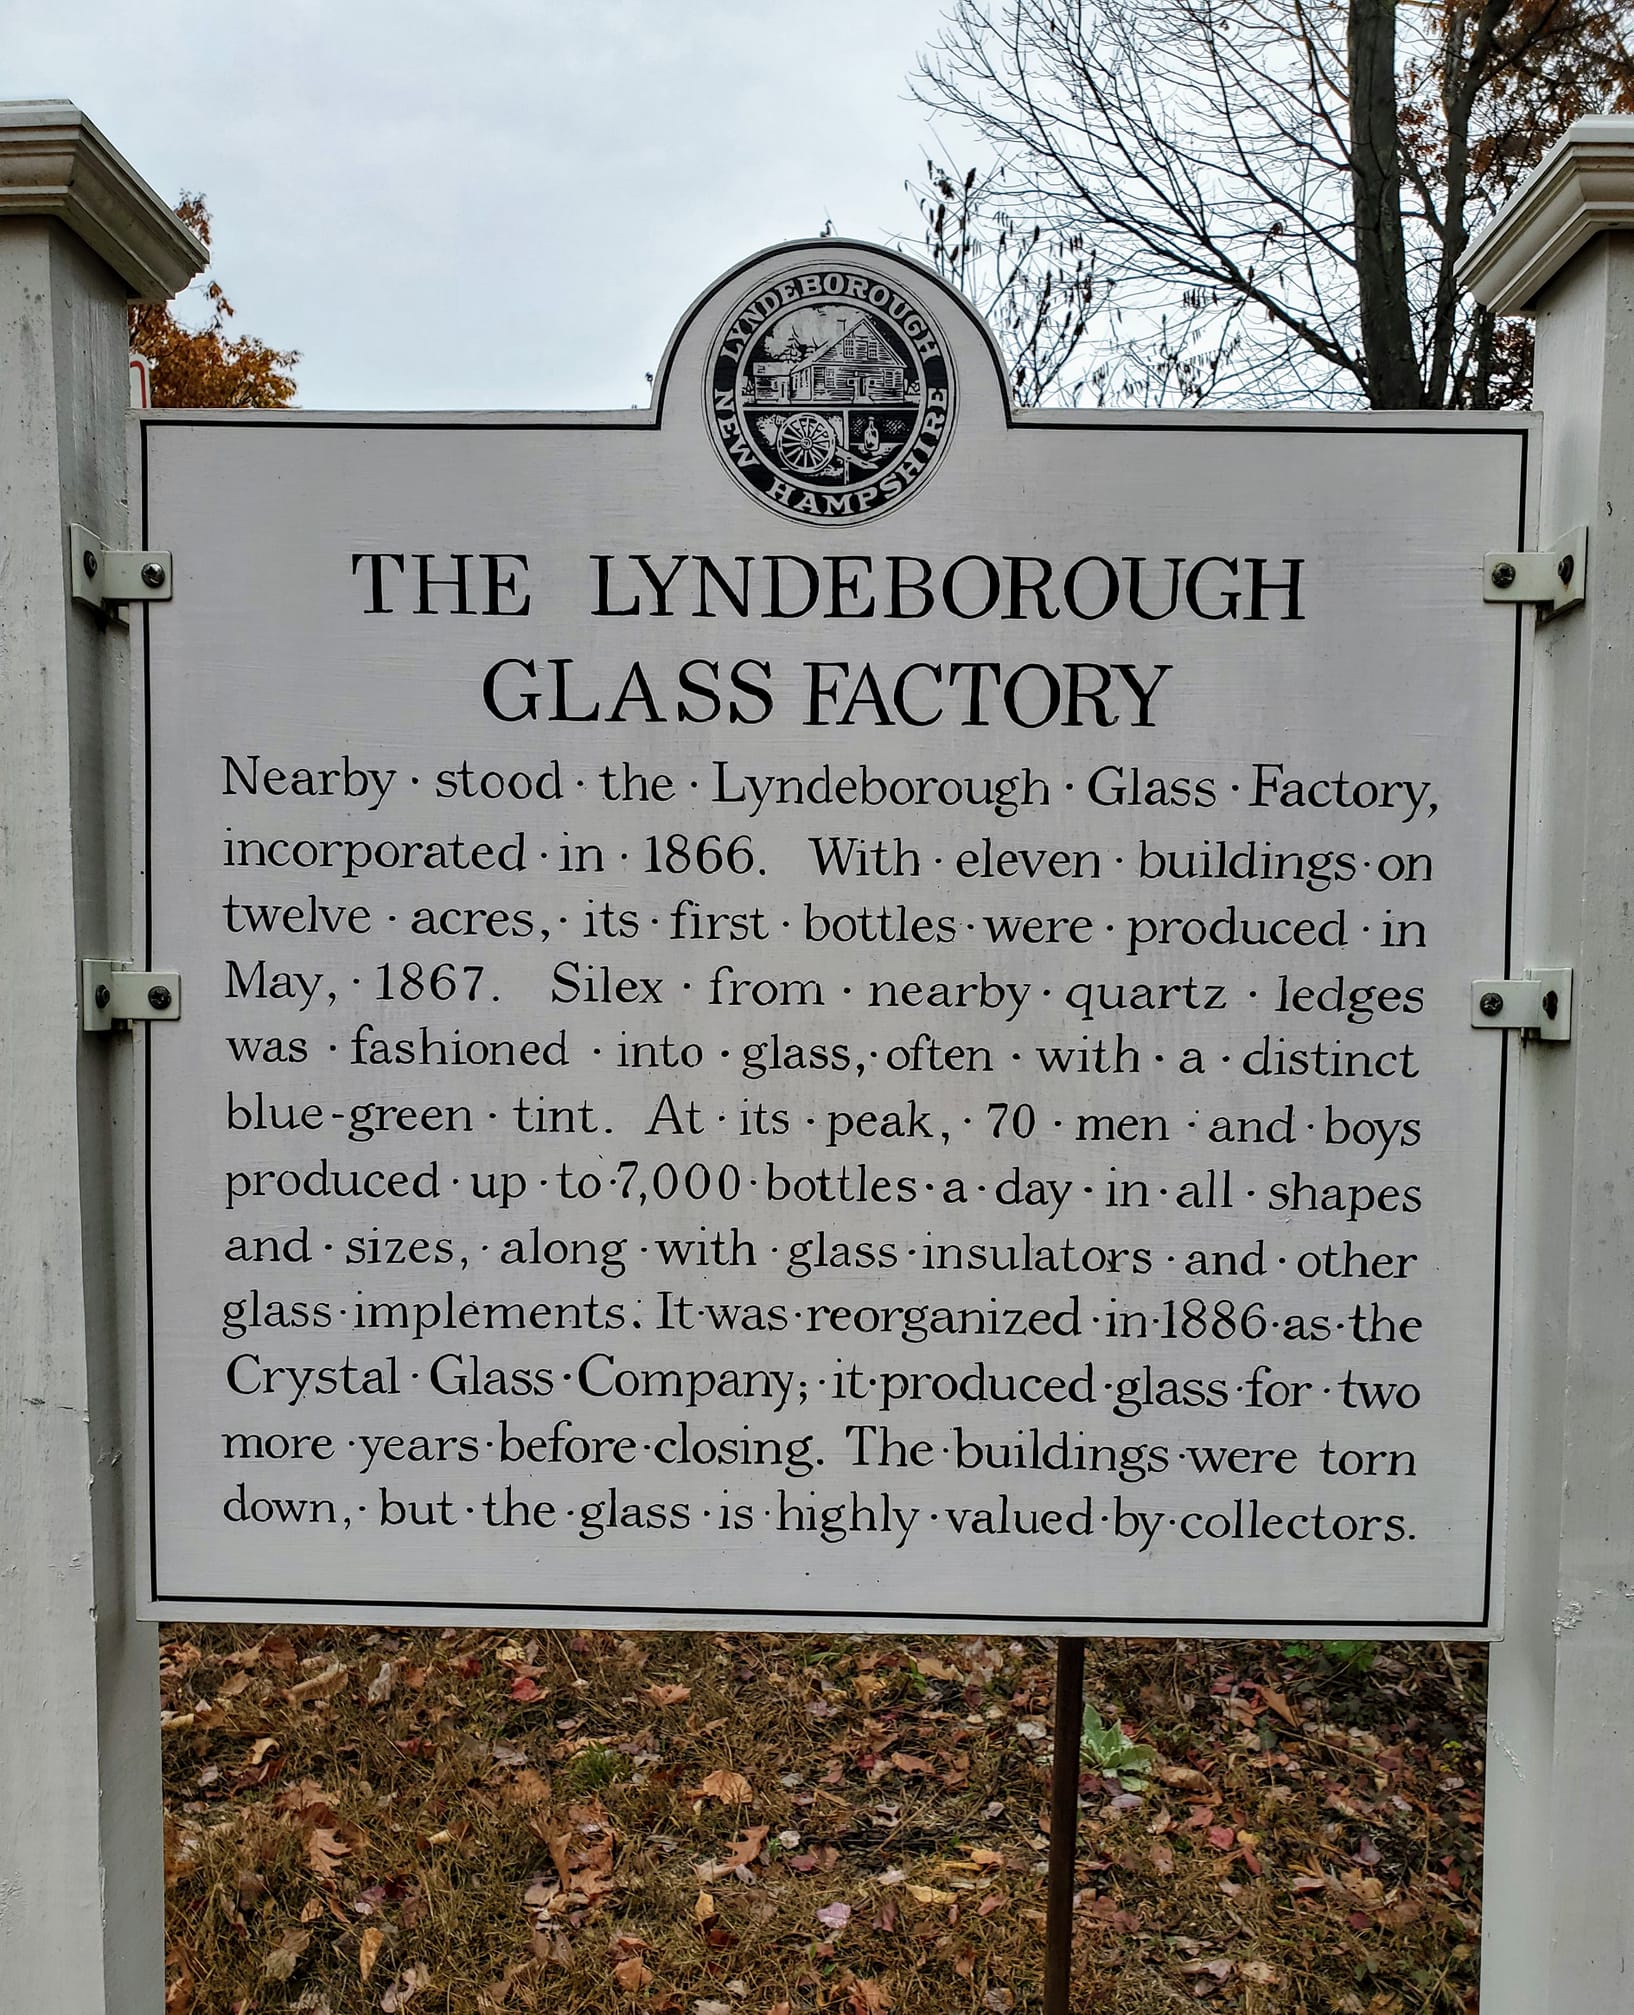 LYNDEBOROUGH
NEW HAMPSHIRE
THE LYNDEBOROUGH
GLASS FACTORY
Nearby · stood · the · Lyndeborough · Glass · Factory,
incorporated · in · 1866. With · eleven · buildings · on
twelve · acres, · its · first · bottles · were · produced · in
May, · 1867. Silex · from · nearby · quartz · ledges
was · fashioned · into · glass, · often · with · a · distinct
blue-green · tint. At · its · peak, · 70 · men · and · boys
produced · up · to · 7,000 · bottles · a · day · in · all · shapes
and · sizes, · along · with · glass · insulators · and · other
glass · implements. · It · was · reorganized · in · 1886 · as · the
Crystal · Glass · Company; · it · produced · glass · for · two
more · years · before · closing. The · buildings · were torn
down, · but · the · glass · is · highly · valued · by · collectors.